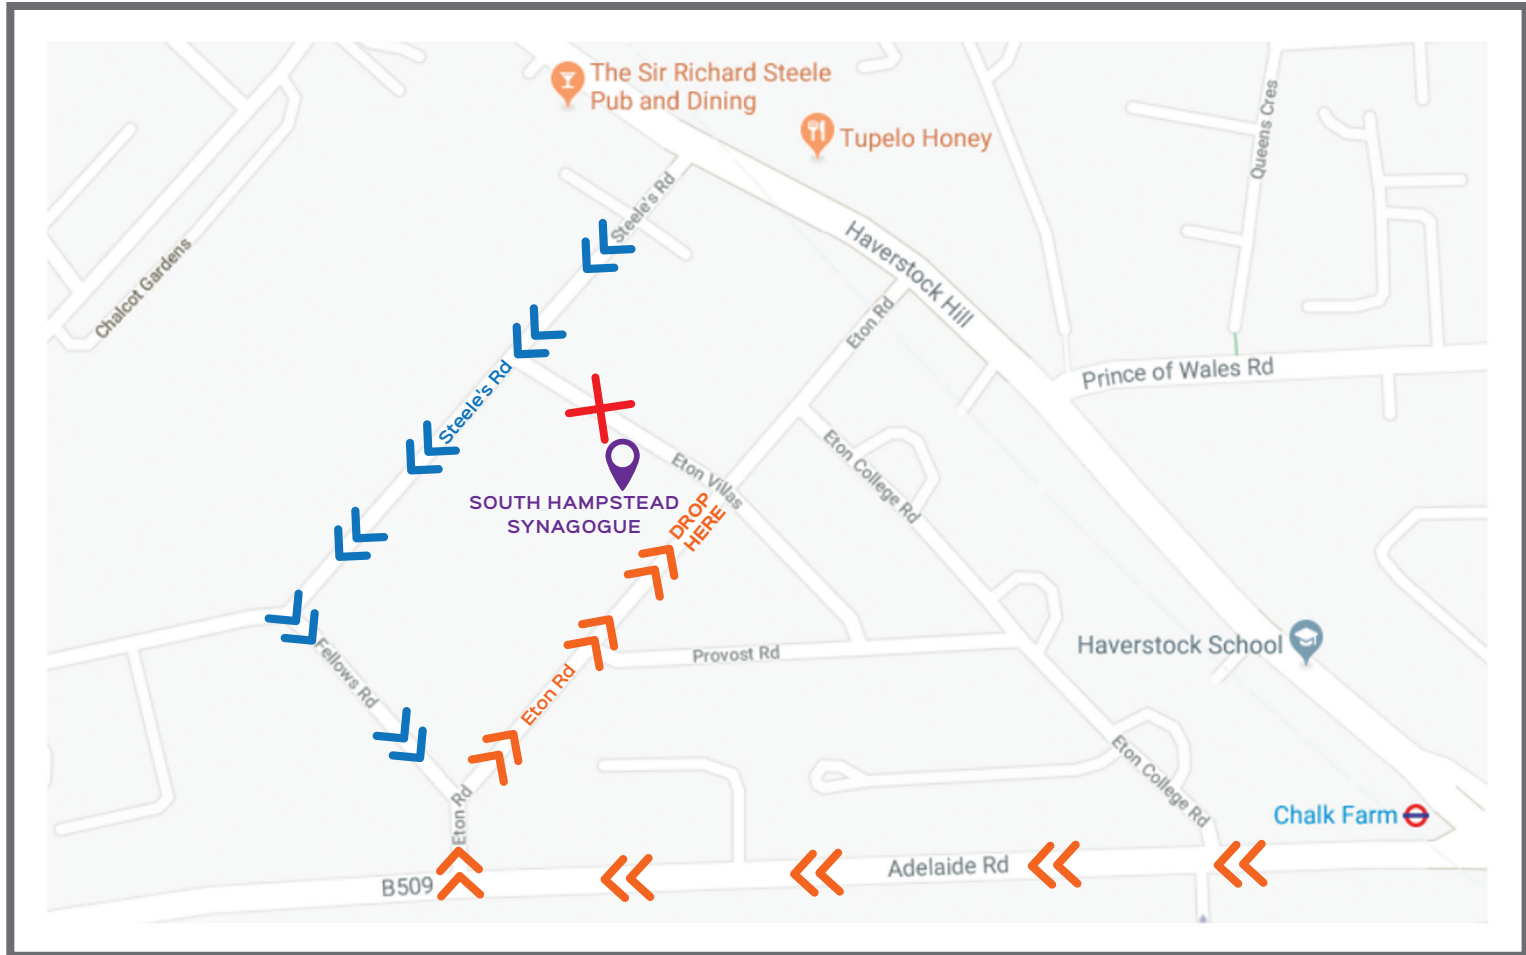 The Sir Richard Steele
Pub and Dining
Tupelo Honey
Queens Cres
Steele's Rd
Chalcot Gardens
Haverstock Hill
Eton Rd
Prince of Wales Rd
Steele's Rd
Eton Villas
Eton College Rd
SOUTH HAMPSTEAD
SYNAGOGUE
DROP
HERE
Haverstock School
Provost Rd
Fellows Rd
Eton Rd
Eton College Rd
Eton Rd
Chalk Farm
Adelaide Rd
B509